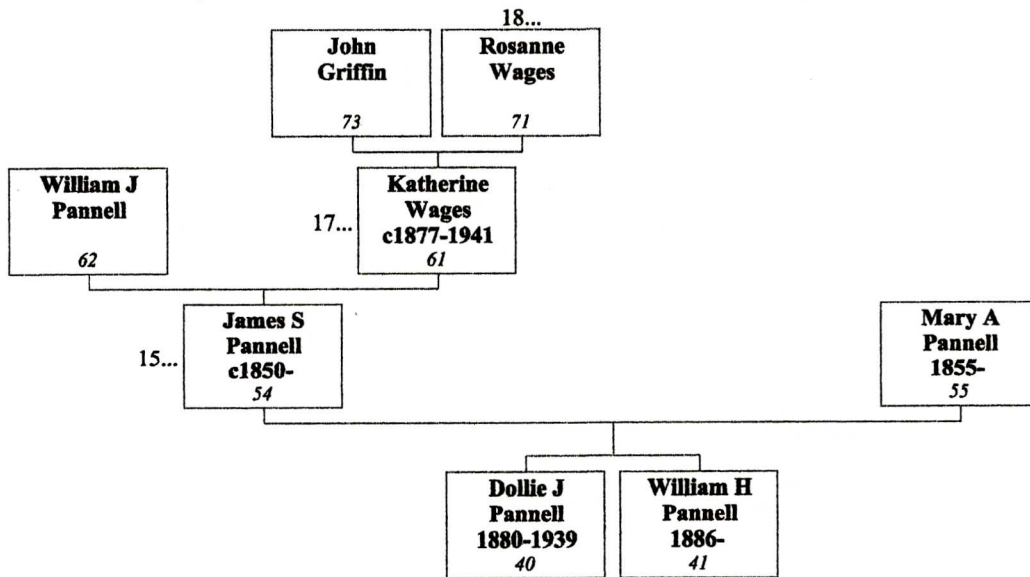 18...
John
Griffin
73
Rosanne
Wages
71
William J
Pannell
62
17...
Katherine
Wages
c1877-1941
61
15...
James S
Pannell
c1850-
54
Mary A
Pannell
1855-
55
Dollie J
Pannell
1880-1939
40
William H
Pannell
1886-
41